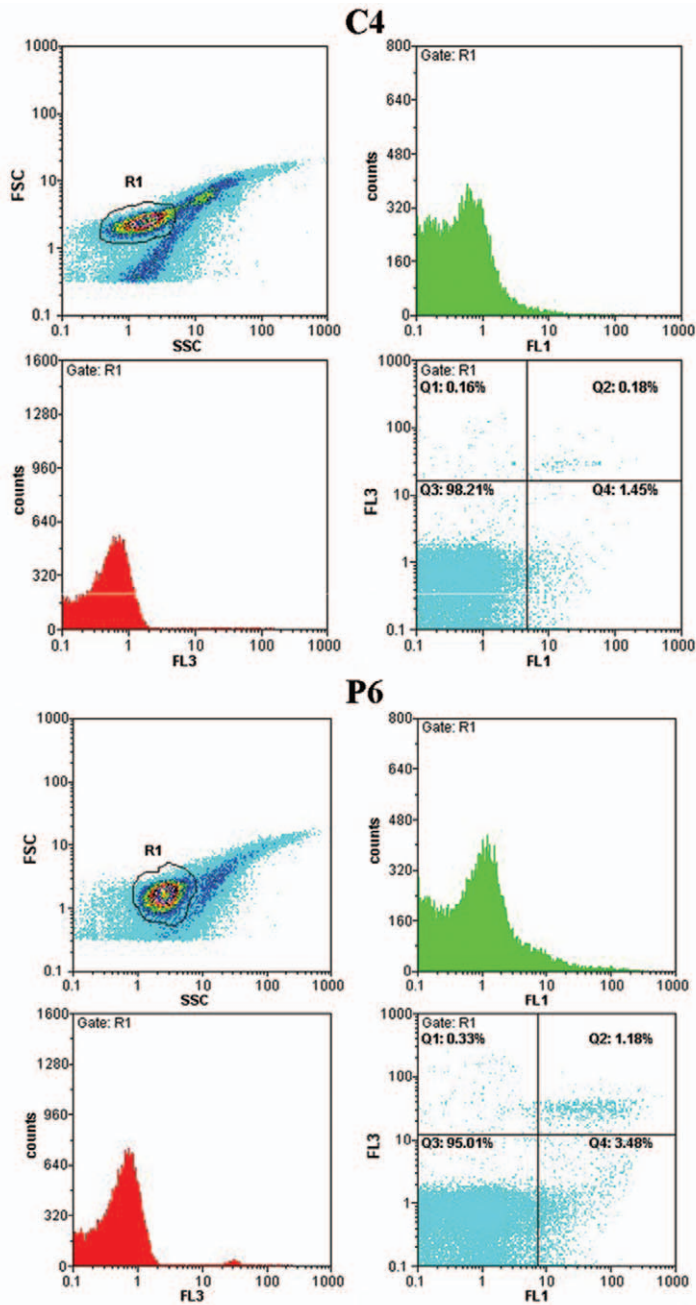 C4
1000
100
10
1
0.1
FSC
R1
0.1 1 10 100 1000
SSC
Gate: R1
800
640
480
320
160
0
counts
0.1 1 10 100 1000
FL1
Gate: R1
1600
1280
960
640
320
0
counts
0.1 1 10 100 1000
FL3
Gate: R1
Q1: 0.16% Q2: 0.18%
Q3: 98.21% Q4: 1.45%
1000
100
10
1
0.1
FL3
0.1 1 10 100 1000
FL1
P6
1000
100
10
1
0.1
FSC
R1
0.1 1 10 100 1000
SSC
Gate: R1
800
640
480
320
160
0
counts
0.1 1 10 100 1000
FL1
Gate: R1
1600
1280
960
640
320
0
counts
0.1 1 10 100 1000
FL3
Gate: R1
Q1: 0.33% Q2: 1.18%
Q3: 95.01% Q4: 3.48%
1000
100
10
1
0.1
FL3
0.1 1 10 100 1000
FL1